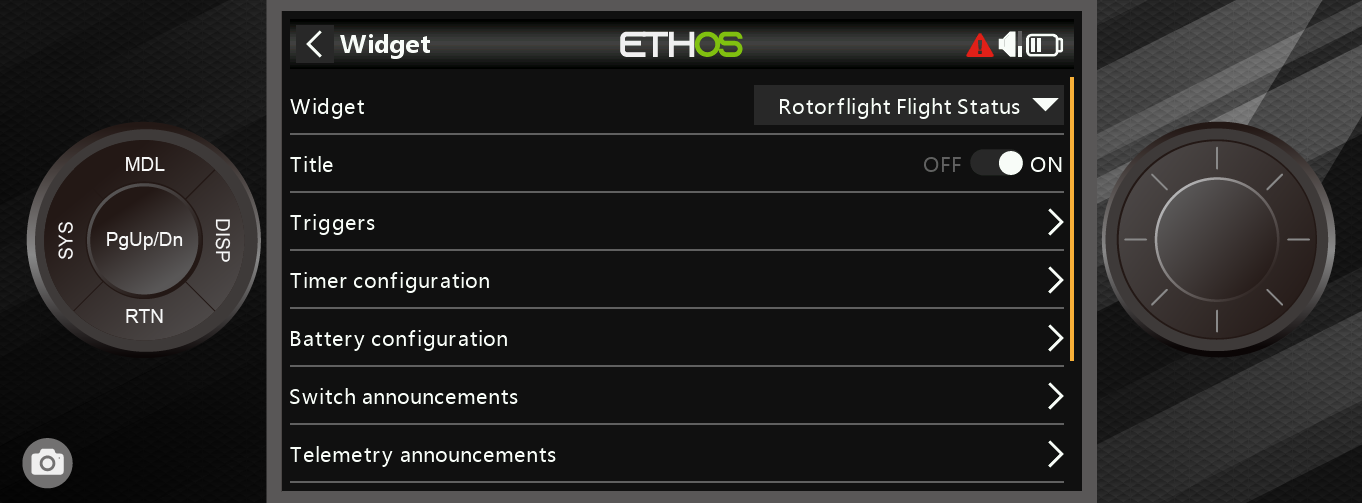 Widget
ETHOS
Widget
Rotorflight Flight Status
Title
OFF ON
Triggers
Timer configuration
Battery configuration
Switch announcements
Telemetry announcements
MDL
SYS
PgUp/Dn
DISP
RTN